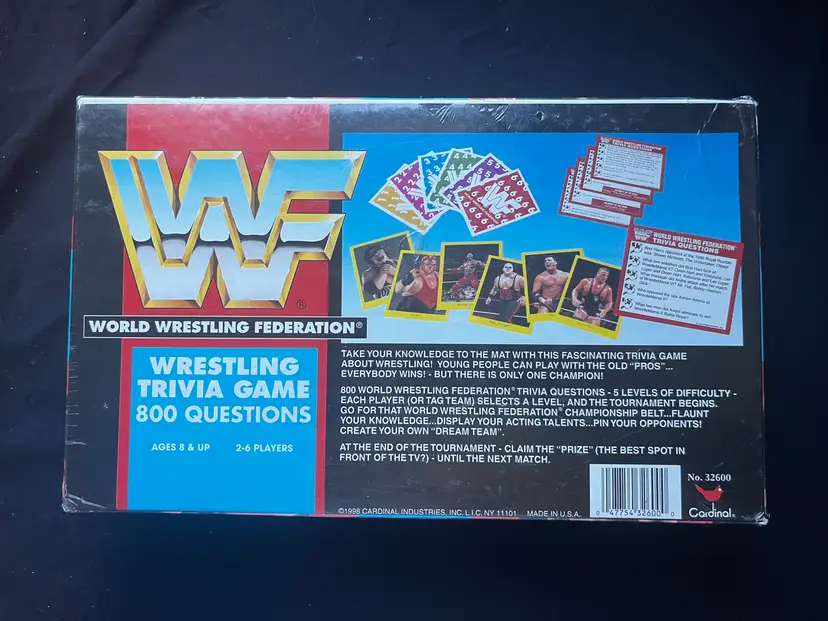 WF
WORLD WRESTLING FEDERATION®
WRESTLING
TRIVIA GAME
800 QUESTIONS
AGES 8 & UP 2-6 PLAYERS
WORLD WRESTLING FEDERATION®
TRIVIA QUESTIONS
TAKE YOUR KNOWLEDGE TO THE MAT WITH THIS FASCINATING TRIVIA GAME
ABOUT WRESTLING! YOUNG PEOPLE CAN PLAY WITH THE OLD "PROS"...
EVERYBODY WINS! - BUT THERE IS ONLY ONE CHAMPION!
800 WORLD WRESTLING FEDERATION® TRIVIA QUESTIONS - 5 LEVELS OF DIFFICULTY -
EACH PLAYER (OR TAG TEAM) SELECTS A LEVEL, AND THE TOURNAMENT BEGINS.
GO FOR THAT WORLD WRESTLING FEDERATION® CHAMPIONSHIP BELT...FLAUNT
YOUR KNOWLEDGE...DISPLAY YOUR ACTING TALENTS...PIN YOUR OPPONENTS!
CREATE YOUR OWN "DREAM TEAM".
AT THE END OF THE TOURNAMENT - CLAIM THE "PRIZE" (THE BEST SPOT IN
FRONT OF THE TV?) - UNTIL THE NEXT MATCH.
No. 32600
Cardinal®
0 47754 32600 0
©1998 CARDINAL INDUSTRIES, INC. L.I.C. NY 11101 MADE IN U.S.A.